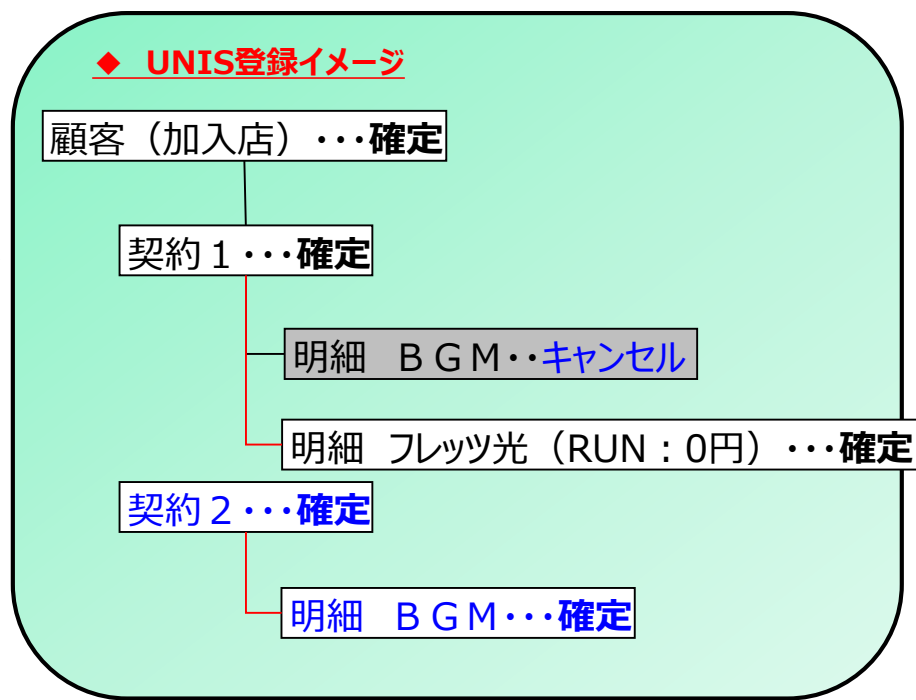 ◆ UNIS登録イメージ
顧客（加入店）･･･確定
契約１･･･確定
明細　ＢＧＭ･･キャンセル
明細　フレッツ光（RUN：0円）･･･確定
契約２･･･確定
明細　ＢＧＭ･･･確定